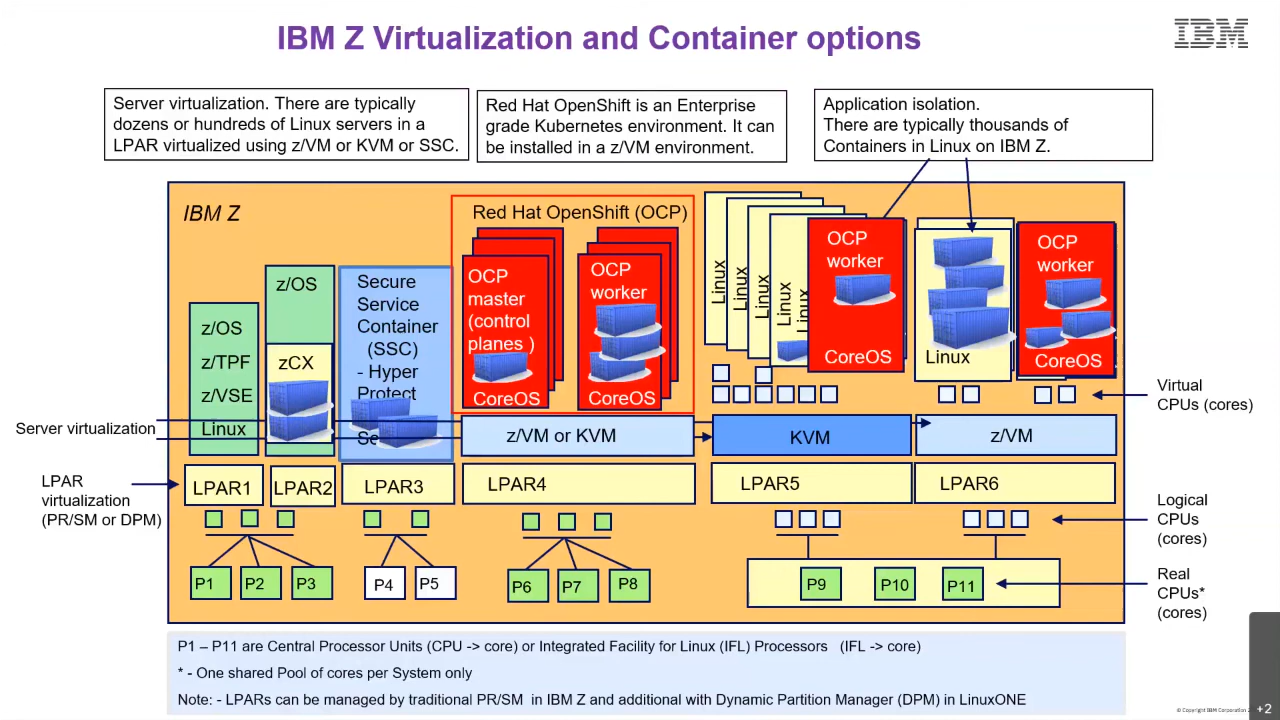 IBM Z Virtualization and Container options
IBM
Server virtualization. There are typically
dozens or hundreds of Linux servers in a
LPAR virtualized using z/VM or KVM or SSC.
Red Hat OpenShift is an Enterprise
grade Kubernetes environment. It can
be installed in a z/VM environment.
Application isolation.
There are typically thousands of
Containers in Linux on IBM Z.
IBM Z
z/OS
z/TPF
z/VSE
Linux
z/OS
zCX
Secure
Service
Container
(SSC)
- Hyper
Protect
Se
Red Hat OpenShift (OCP)
OCP
master
(control
planes )
CoreOS
OCP
worker
CoreOS
Linux
Linux
Linux
Linux
Linux
OCP
worker
CoreOS
Linux
OCP
worker
CoreOS
Virtual
CPUs (cores)
Server virtualization
z/VM or KVM
KVM
z/VM
LPAR
virtualization
(PR/SM or DPM)
LPAR1
LPAR2
LPAR3
LPAR4
LPAR5
LPAR6
Logical
CPUs
(cores)
P1
P2
P3
P4
P5
P6
P7
P8
P9
P10
P11
Real
CPUs*
(cores)
P1 – P11 are Central Processor Units (CPU -> core) or Integrated Facility for Linux (IFL) Processors (IFL -> core)
* - One shared Pool of cores per System only
Note: - LPARs can be managed by traditional PR/SM in IBM Z and additional with Dynamic Partition Manager (DPM) in LinuxONE
© Copyright IBM Corporation
+2